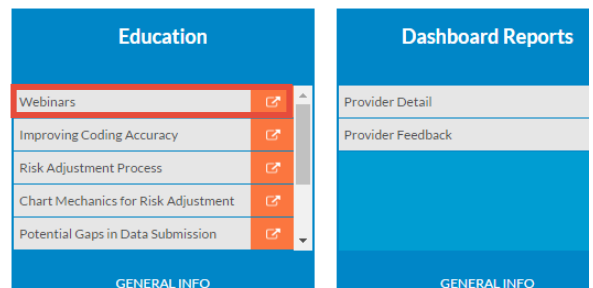 Education
Webinars
Improving Coding Accuracy
Risk Adjustment Process
Chart Mechanics for Risk Adjustment
Potential Gaps in Data Submission
GENERAL INFO
Dashboard Reports
Provider Detail
Provider Feedback
GENERAL INFO